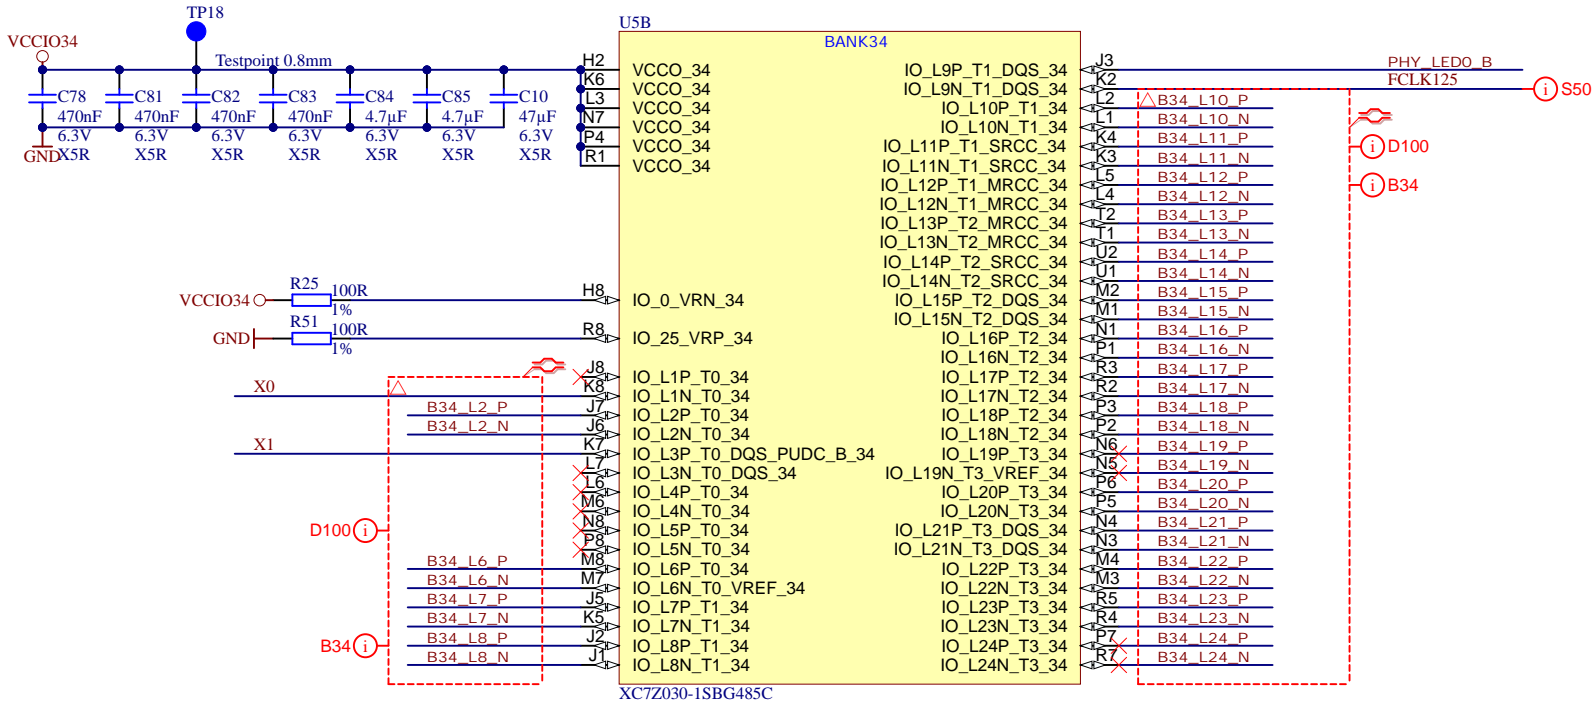 TP18
VCCIO34
Testpoint 0.8mm
C78 C81 C82 C83 C84 C85 C10
470nF 470nF 470nF 470nF 4.7µF 4.7µF 47µF
6.3V 6.3V 6.3V 6.3V 6.3V 6.3V 6.3V
X5R X5R X5R X5R X5R X5R X5R
GND
U5B
BANK34
H2 VCCO_34
K6 VCCO_34
L3 VCCO_34
N7 VCCO_34
P4 VCCO_34
R1 VCCO_34
VCCIO34 R25 100R 1% H8 IO_0_VRN_34
GND R51 100R 1% R8 IO_25_VRP_34
J8 IO_L1P_T0_34
X0 K8 IO_L1N_T0_34
B34_L2_P J7 IO_L2P_T0_34
B34_L2_N J6 IO_L2N_T0_34
X1 K7 IO_L3P_T0_DQS_PUDC_B_34
L7 IO_L3N_T0_DQS_34
L6 IO_L4P_T0_34
M6 IO_L4N_T0_34
D100 i N8 IO_L5P_T0_34
P8 IO_L5N_T0_34
B34_L6_P M8 IO_L6P_T0_34
B34_L6_N M7 IO_L6N_T0_VREF_34
B34_L7_P J5 IO_L7P_T1_34
B34_L7_N K5 IO_L7N_T1_34
B34 i B34_L8_P J2 IO_L8P_T1_34
B34_L8_N J1 IO_L8N_T1_34
IO_L9P_T1_DQS_34 J3 PHY_LED0_B
IO_L9N_T1_DQS_34 K2 FCLK125 i S50
IO_L10P_T1_34 L2 B34_L10_P
IO_L10N_T1_34 L1 B34_L10_N
IO_L11P_T1_SRCC_34 K4 B34_L11_P i D100
IO_L11N_T1_SRCC_34 K3 B34_L11_N
IO_L12P_T1_MRCC_34 L5 B34_L12_P i B34
IO_L12N_T1_MRCC_34 L4 B34_L12_N
IO_L13P_T2_MRCC_34 T2 B34_L13_P
IO_L13N_T2_MRCC_34 T1 B34_L13_N
IO_L14P_T2_SRCC_34 U2 B34_L14_P
IO_L14N_T2_SRCC_34 U1 B34_L14_N
IO_L15P_T2_DQS_34 M2 B34_L15_P
IO_L15N_T2_DQS_34 M1 B34_L15_N
IO_L16P_T2_34 N1 B34_L16_P
IO_L16N_T2_34 P1 B34_L16_N
IO_L17P_T2_34 R3 B34_L17_P
IO_L17N_T2_34 R2 B34_L17_N
IO_L18P_T2_34 P3 B34_L18_P
IO_L18N_T2_34 P2 B34_L18_N
IO_L19P_T3_34 N6 B34_L19_P
IO_L19N_T3_VREF_34 N5 B34_L19_N
IO_L20P_T3_34 P6 B34_L20_P
IO_L20N_T3_34 P5 B34_L20_N
IO_L21P_T3_DQS_34 N4 B34_L21_P
IO_L21N_T3_DQS_34 N3 B34_L21_N
IO_L22P_T3_34 M4 B34_L22_P
IO_L22N_T3_34 M3 B34_L22_N
IO_L23P_T3_34 R5 B34_L23_P
IO_L23N_T3_34 R4 B34_L23_N
IO_L24P_T3_34 P7 B34_L24_P
IO_L24N_T3_34 R7 B34_L24_N
XC7Z030-1SBG485C